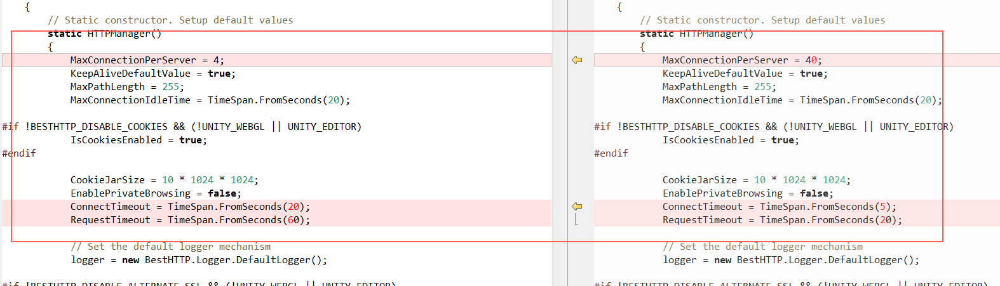 {
// Static constructor. Setup default values
static HTTPManager()
{
MaxConnectionPerServer = 4;
KeepAliveDefaultValue = true;
MaxPathLength = 255;
MaxConnectionIdleTime = TimeSpan.FromSeconds(20);
#if !BESTHTTP_DISABLE_COOKIES && (!UNITY_WEBGL || UNITY_EDITOR)
IsCookiesEnabled = true;
#endif
CookieJarSize = 10 * 1024 * 1024;
EnablePrivateBrowsing = false;
ConnectTimeout = TimeSpan.FromSeconds(20);
RequestTimeout = TimeSpan.FromSeconds(60);
// Set the default logger mechanism
logger = new BestHTTP.Logger.DefaultLogger();
#if !BESTHTTP_DISABLE_ALTERNATE_SSL && (!UNITY_WEBGL || UNITY_EDITOR)
{
// Static constructor. Setup default values
static HTTPManager()
{
MaxConnectionPerServer = 40;
KeepAliveDefaultValue = true;
MaxPathLength = 255;
MaxConnectionIdleTime = TimeSpan.FromSeconds(20);
#if !BESTHTTP_DISABLE_COOKIES && (!UNITY_WEBGL || UNITY_EDITOR)
IsCookiesEnabled = true;
#endif
CookieJarSize = 10 * 1024 * 1024;
EnablePrivateBrowsing = false;
ConnectTimeout = TimeSpan.FromSeconds(5);
RequestTimeout = TimeSpan.FromSeconds(20);
// Set the default logger mechanism
logger = new BestHTTP.Logger.DefaultLogger();
#if !BESTHTTP_DISABLE_ALTERNATE_SSL && (!UNITY_WEBGL || UNITY_EDITOR)